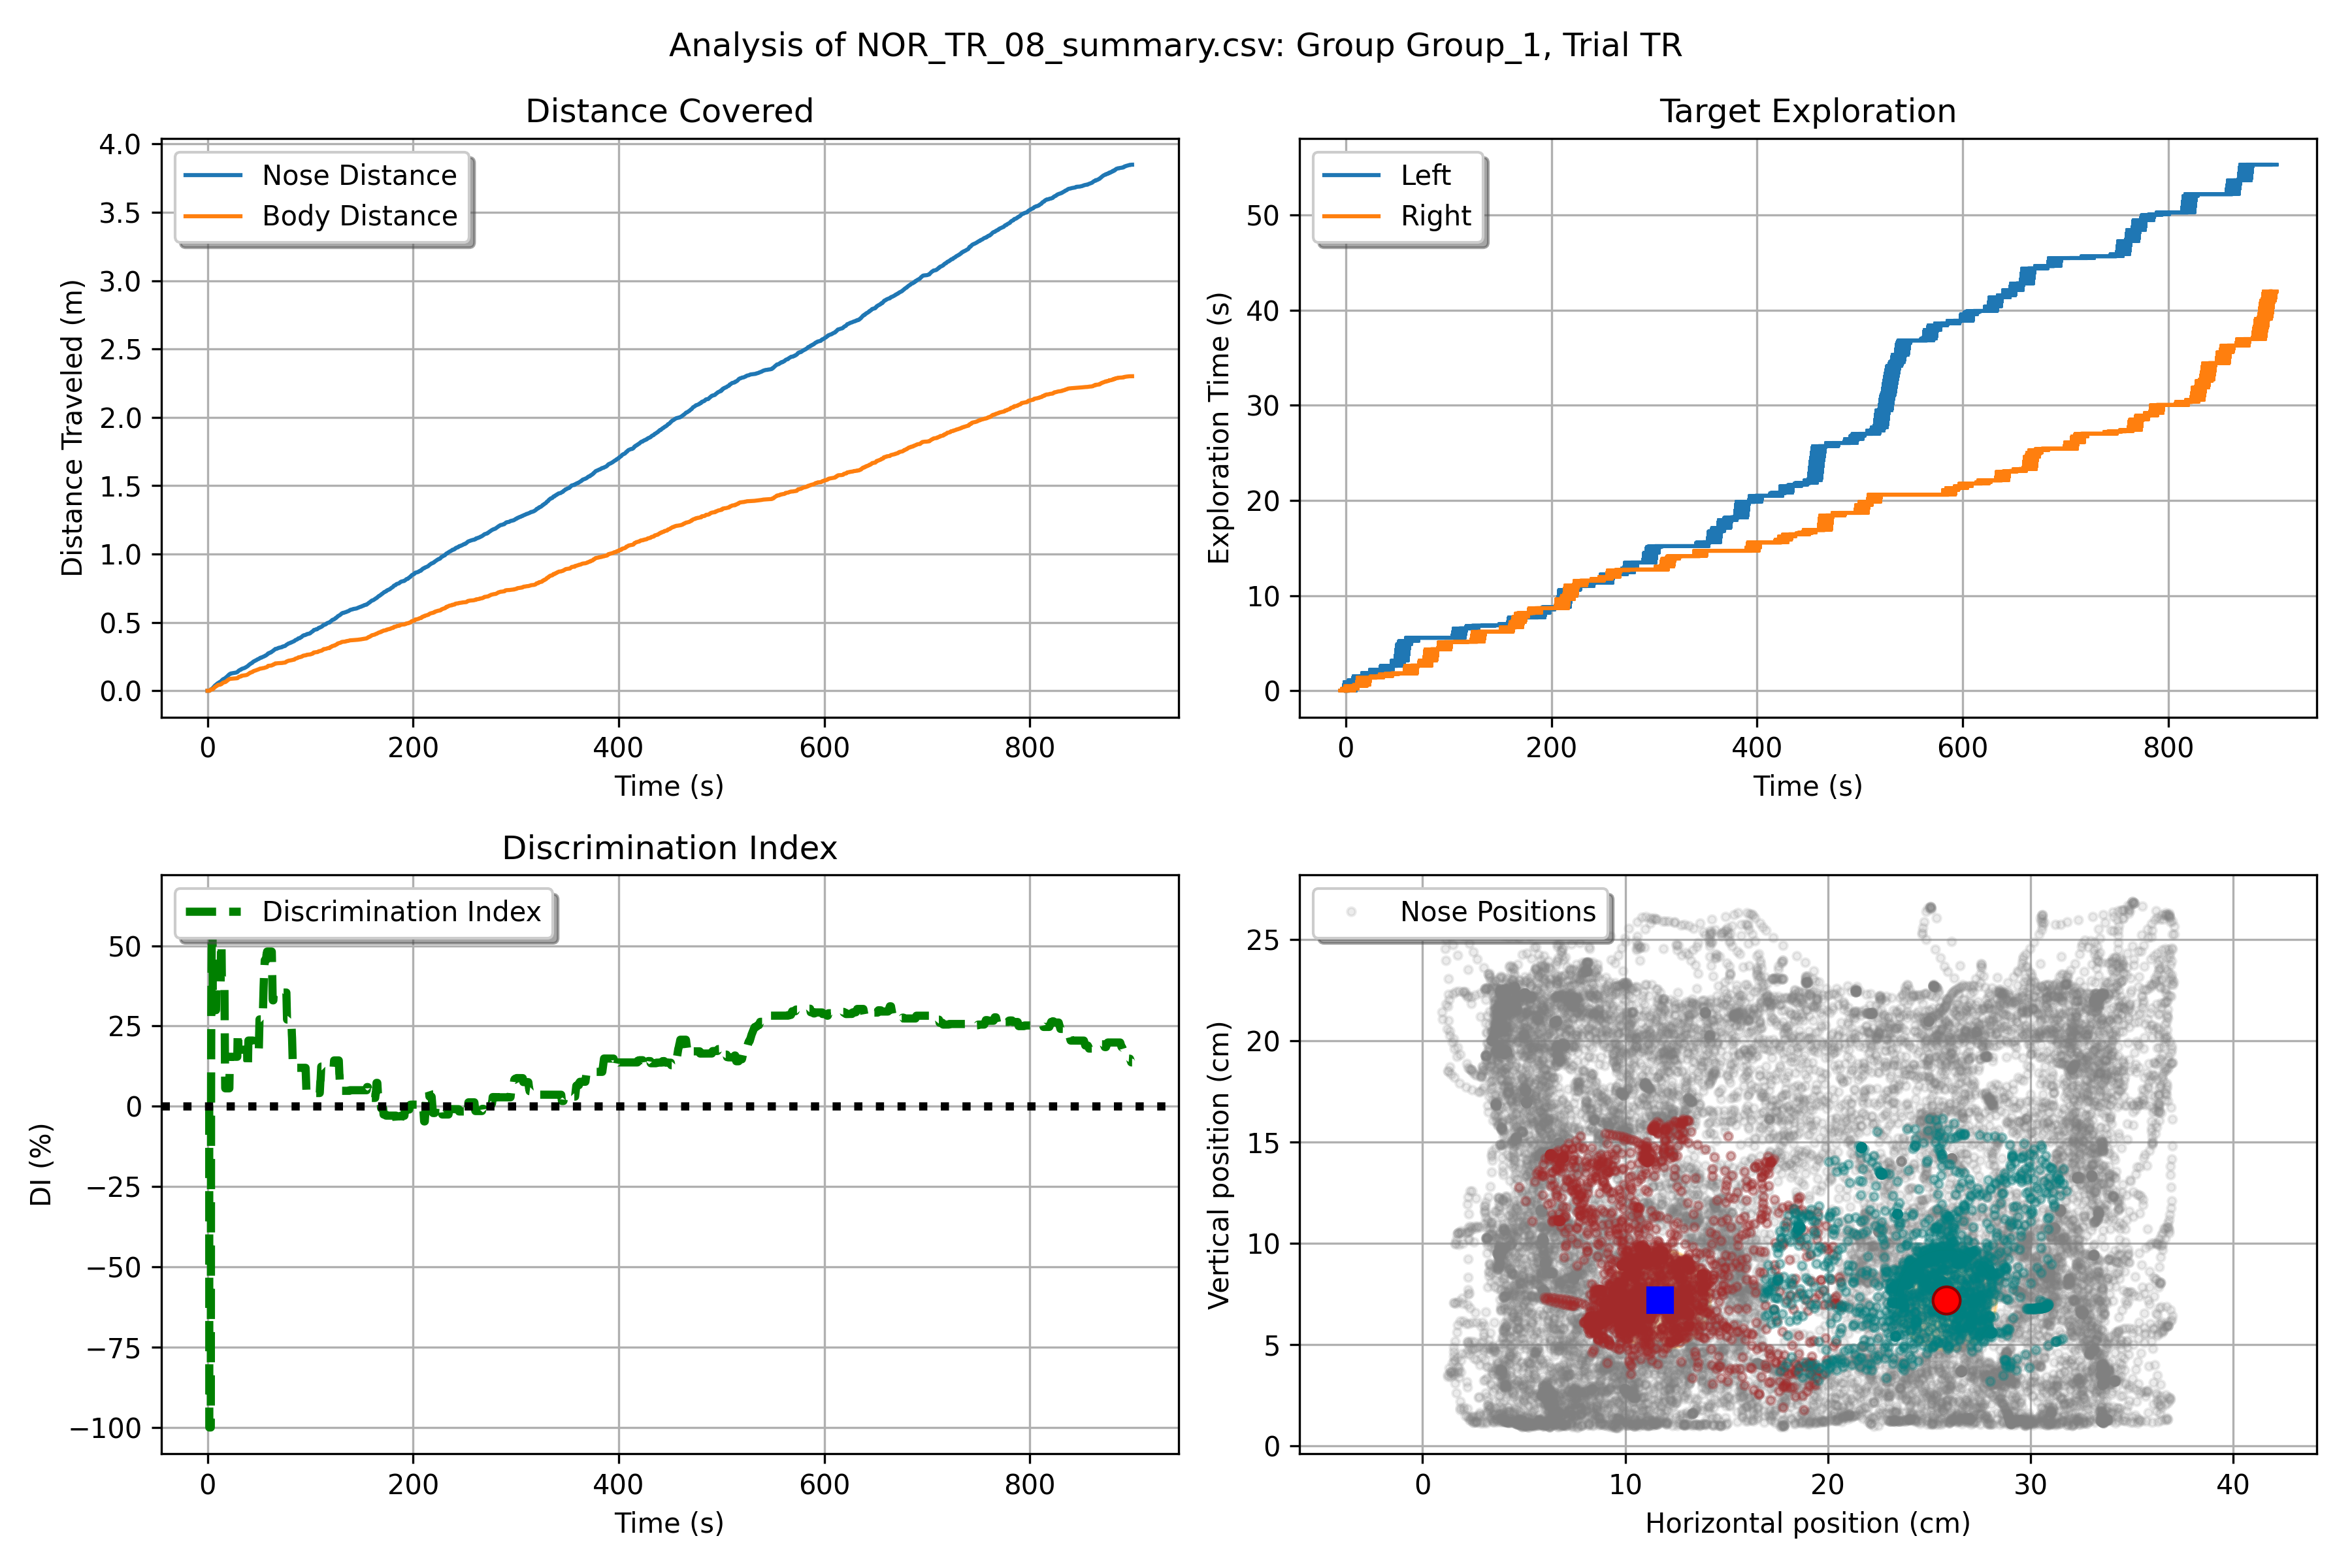 Analysis of NOR_TR_08_summary.csv: Group Group_1, Trial TR
Distance Covered
4.0
3.5
3.0
2.5
2.0
1.5
1.0
0.5
0.0
Distance Traveled (m)
Nose Distance
Body Distance
0 200 400 600 800
Time (s)
Target Exploration
50
40
30
20
10
0
Exploration Time (s)
Left
Right
0 200 400 600 800
Time (s)
Discrimination Index
50
25
0
−25
−50
−75
−100
DI (%)
Discrimination Index
0 200 400 600 800
Time (s)
25
20
15
10
5
0
Vertical position (cm)
Nose Positions
0 10 20 30 40
Horizontal position (cm)